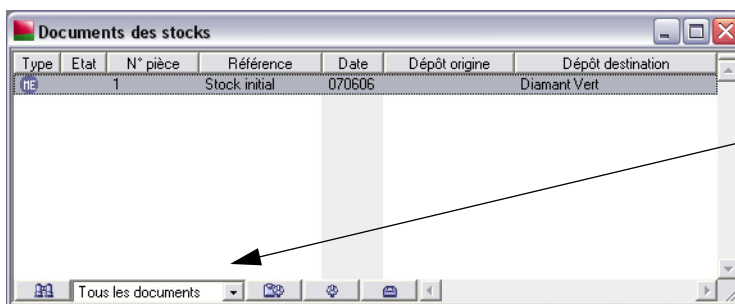 Documents des stocks
Type Etat N° pièce Référence Date Dépôt origine Dépôt destination
ME 1 Stock initial 070606 Diamant Vert
Tous les documents